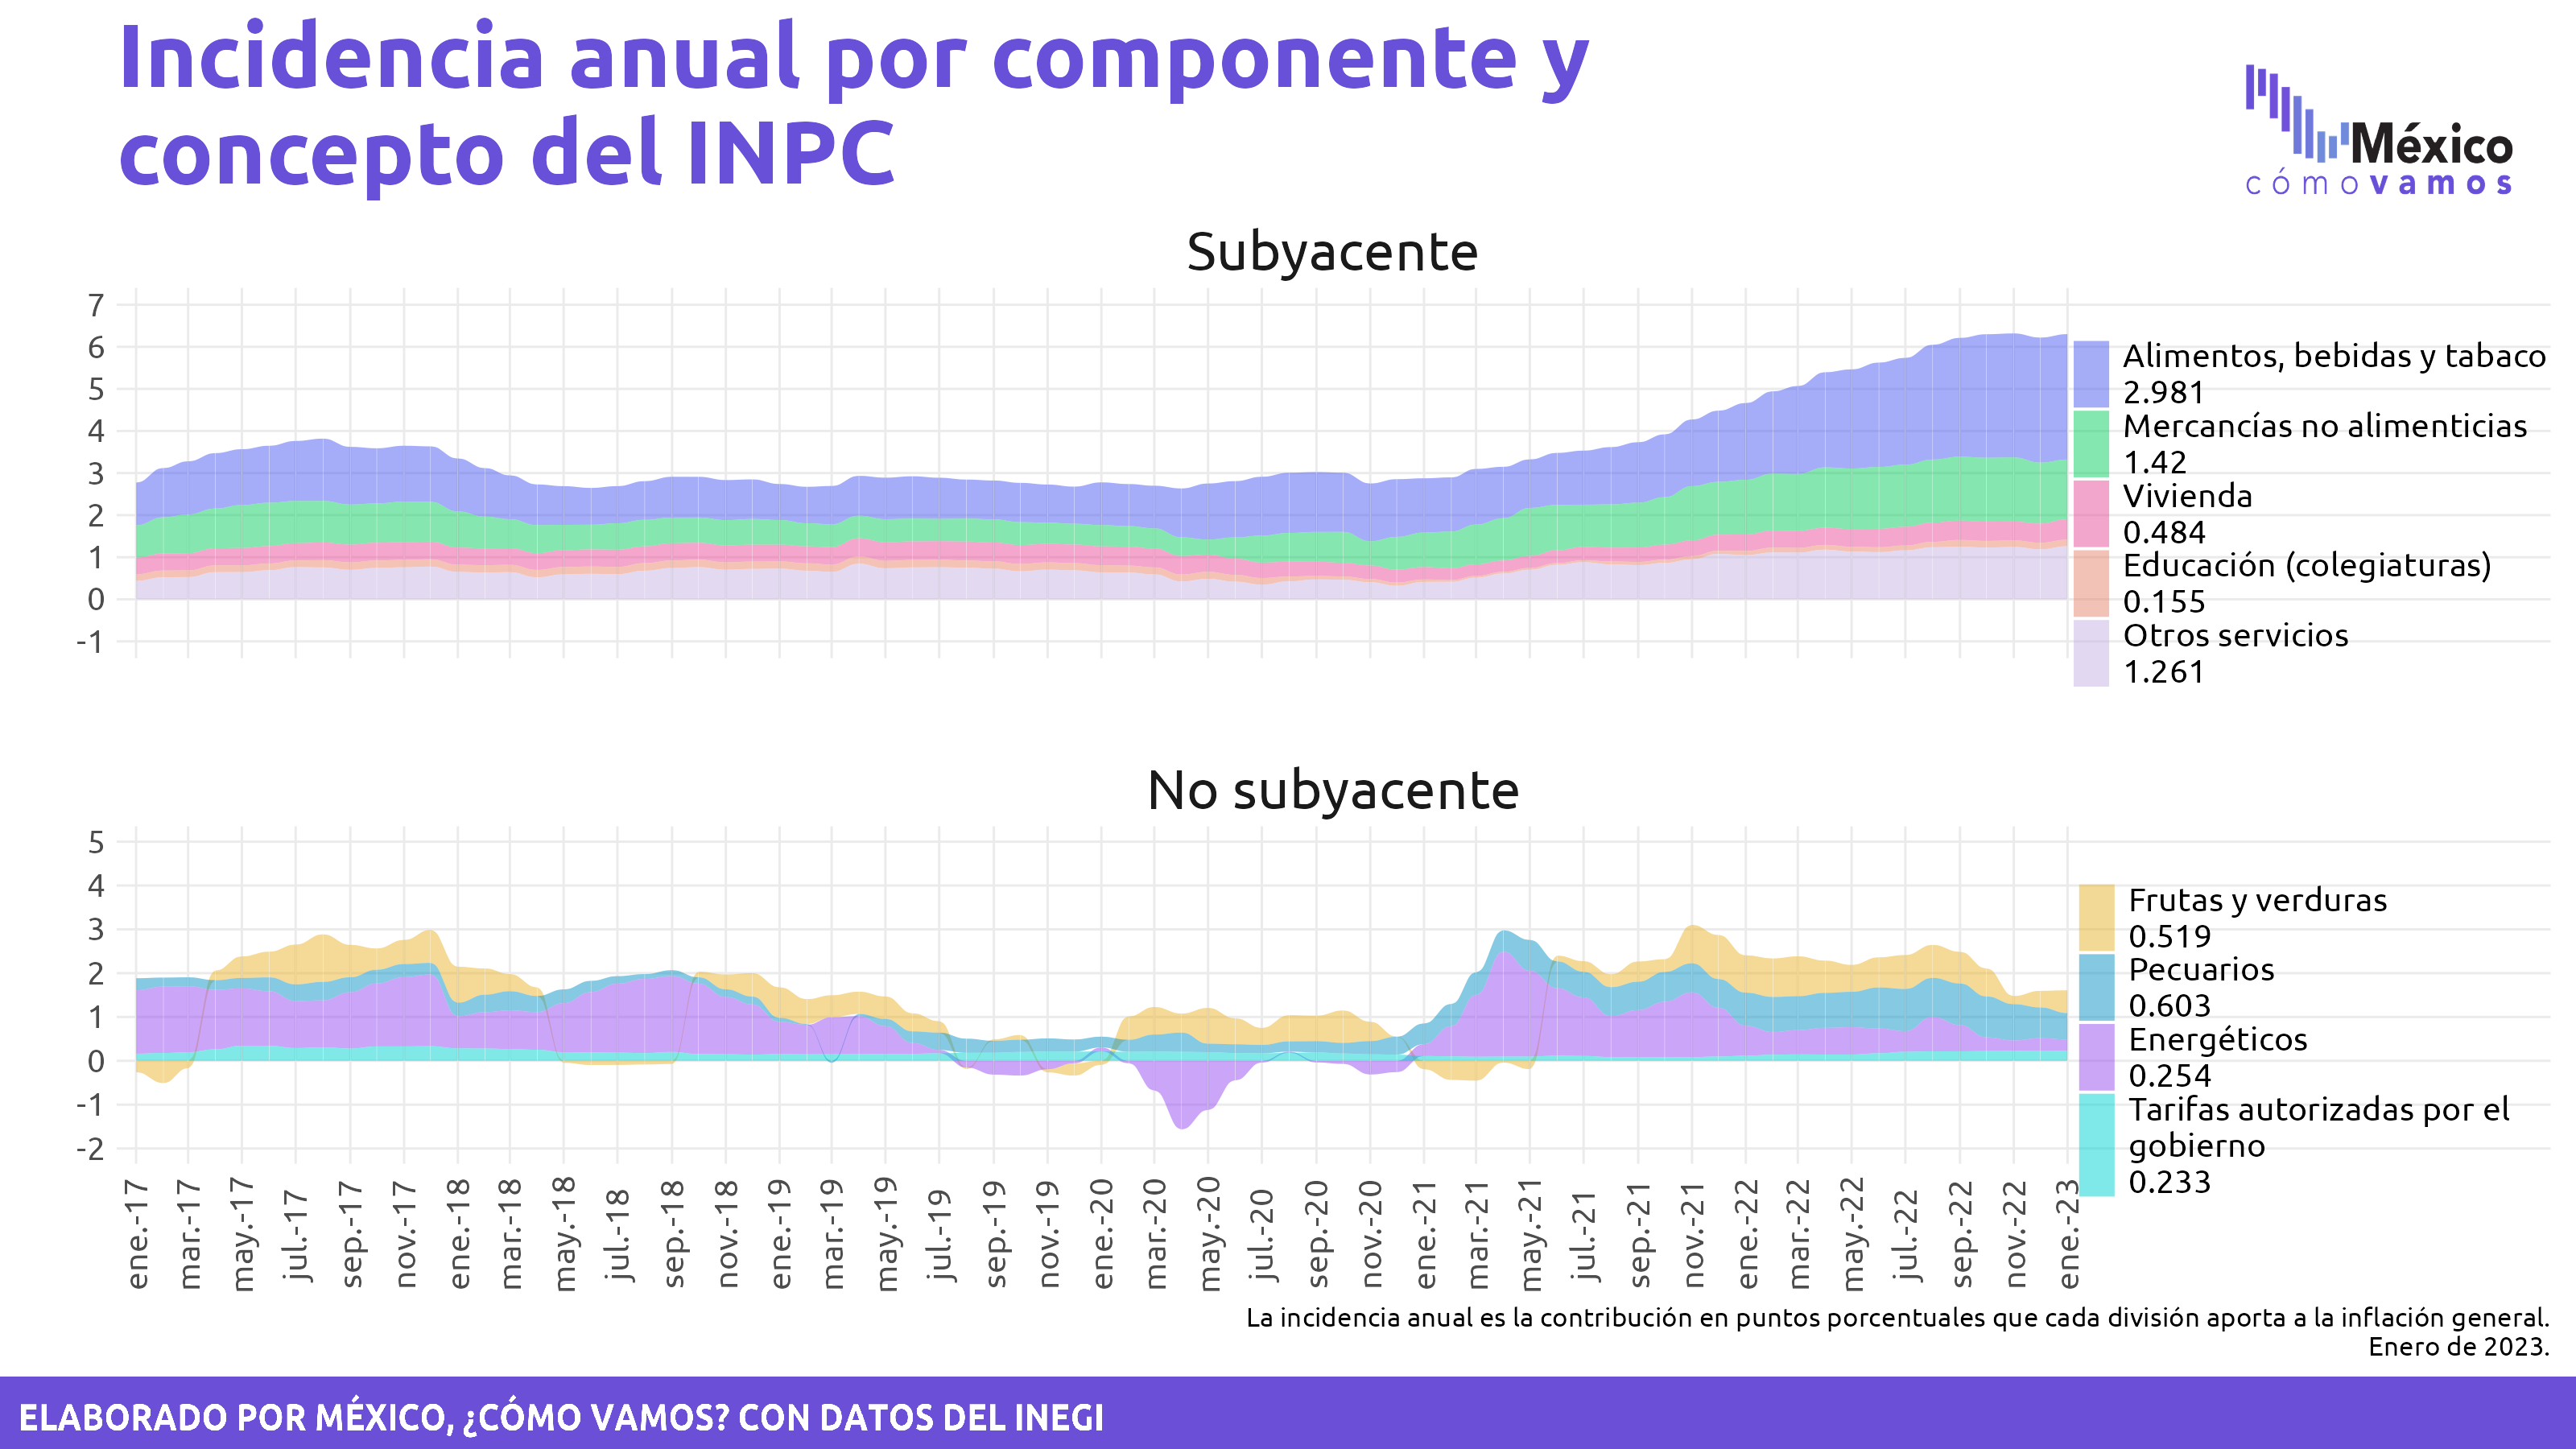 Incidencia anual por componente y
concepto del INPC
México
cómovamos
Subyacente
7
6
5
4
3
2
1
0
-1
Alimentos, bebidas y tabaco
2.981
Mercancías no alimenticias
1.42
Vivienda
0.484
Educación (colegiaturas)
0.155
Otros servicios
1.261
No subyacente
5
4
3
2
1
0
-1
-2
Frutas y verduras
0.519
Pecuarios
0.603
Energéticos
0.254
Tarifas autorizadas por el
gobierno
0.233
ene.-17
mar.-17
may.-17
jul.-17
sep.-17
nov.-17
ene.-18
mar.-18
may.-18
jul.-18
sep.-18
nov.-18
ene.-19
mar.-19
may.-19
jul.-19
sep.-19
nov.-19
ene.-20
mar.-20
may.-20
jul.-20
sep.-20
nov.-20
ene.-21
mar.-21
may.-21
jul.-21
sep.-21
nov.-21
ene.-22
mar.-22
may.-22
jul.-22
sep.-22
nov.-22
ene.-23
La incidencia anual es la contribución en puntos porcentuales que cada división aporta a la inflación general.
Enero de 2023.
ELABORADO POR MÉXICO, ¿CÓMO VAMOS? CON DATOS DEL INEGI